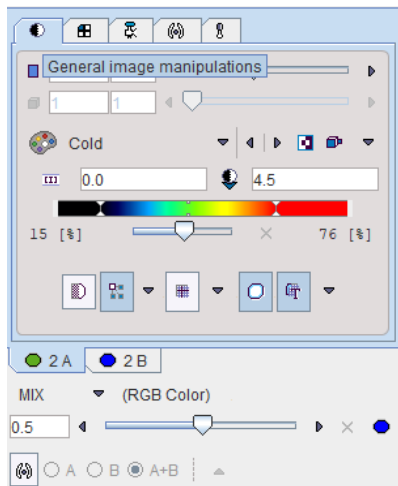 General image manipulations
1 1
Cold
0.0 4.5
15 [%] 76 [%]
2 A 2 B
MIX (RGB Color)
0.5
A B A+B